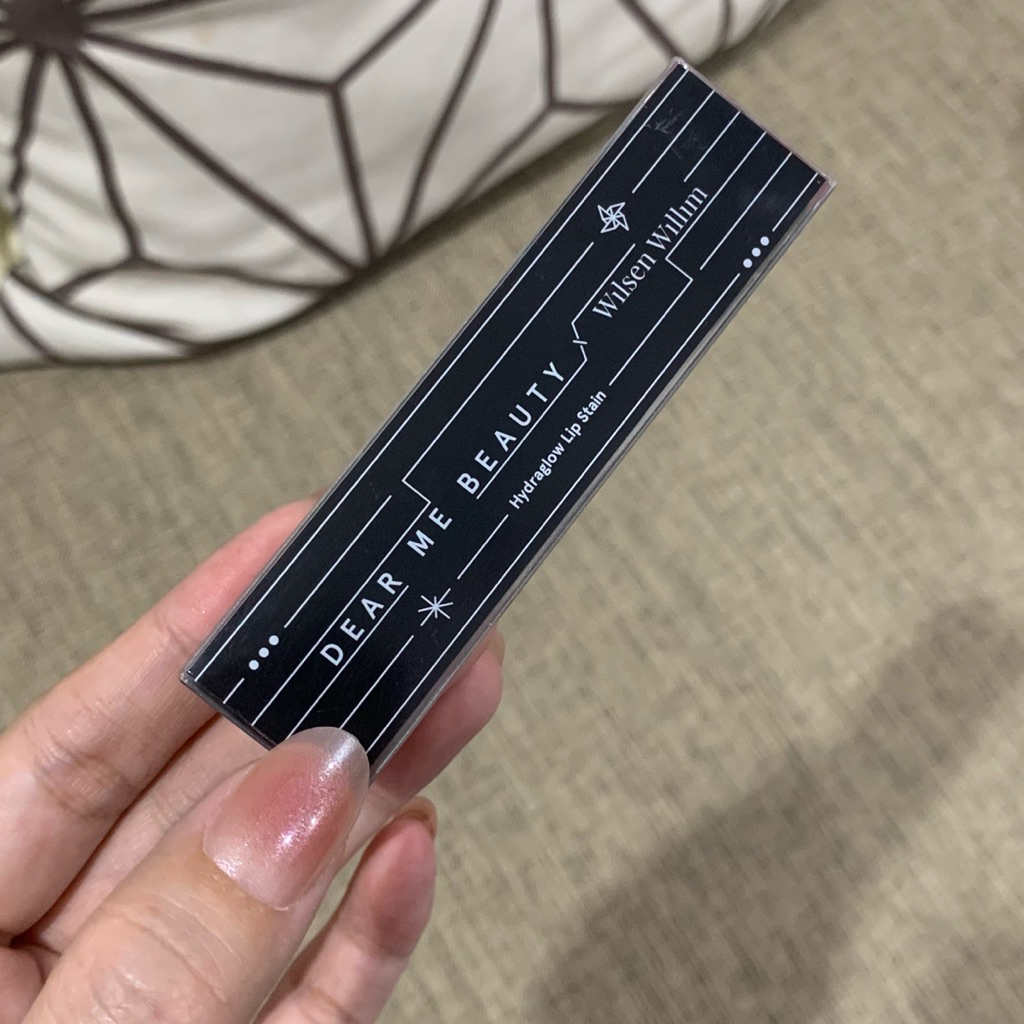 DEAR ME BEAUTY x Wilsen Willim
Hydraglow Lip Stain